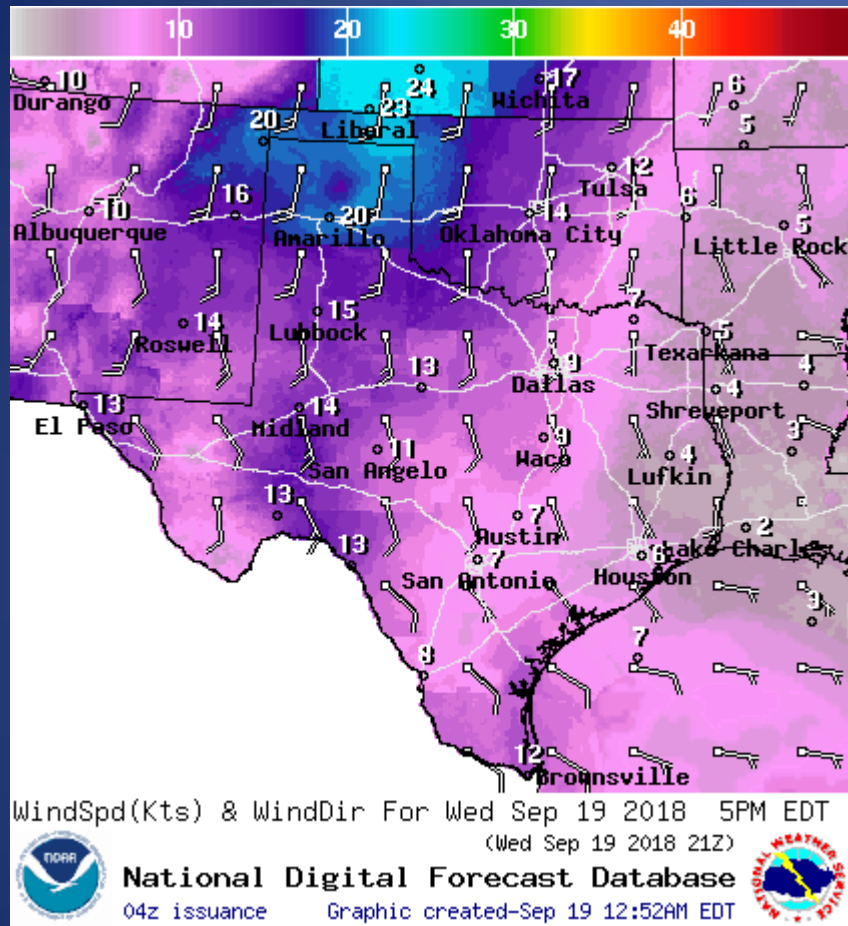 10 20 30 40
10 24 17 6
Durango 23 Wichita
20 Liberal 5
12
Tulsa
10 16 20 14 6 5
Albuquerque Amarillo Oklahoma City Little Rock
15 7
14 Lubbock 5
Roswell 9 Texarkana
13 Dallas 4 4
13 14 Shreveport
El Paso Midland 9 3
11 Waco 4
San Angelo Lufkin
13 7 2
Austin Lake Charles
13 7 6
San Antonio Houston
3
8 7
12
Brownsville
WindSpd(Kts) & WindDir For Wed Sep 19 2018 5PM EDT
(Wed Sep 19 2018 21Z)
NOAA
National Digital Forecast Database
04z issuance Graphic created-Sep 19 12:52AM EDT
NATIONAL WEATHER SERVICE